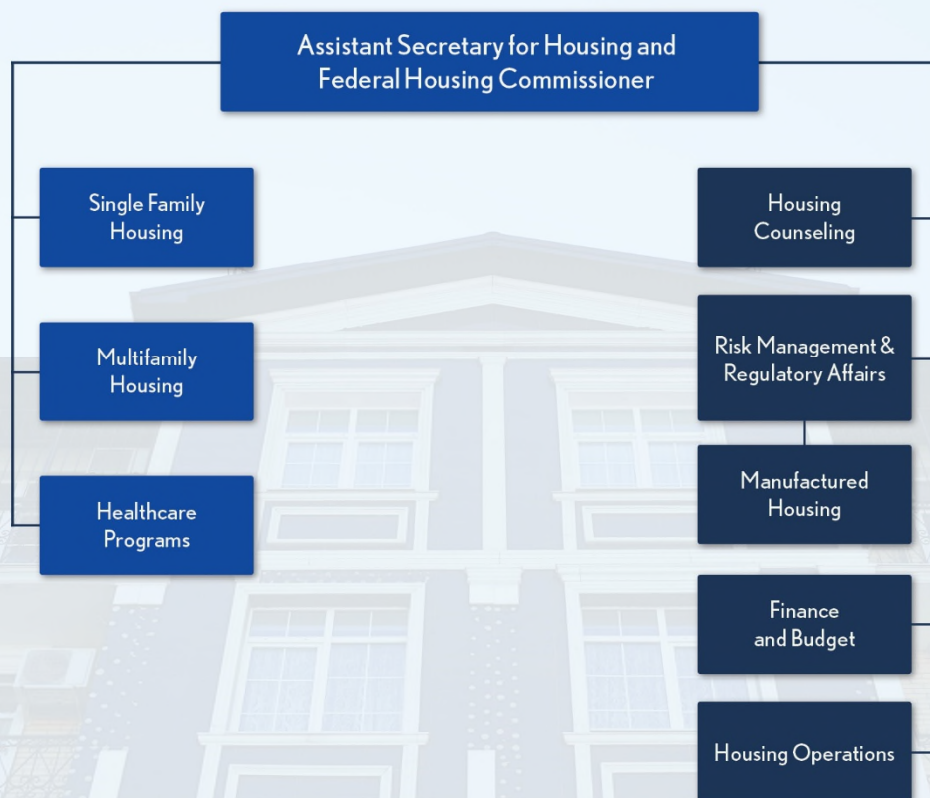 Assistant Secretary for Housing and
Federal Housing Commissioner
Single Family
Housing
Multifamily
Housing
Healthcare
Programs
Housing
Counseling
Risk Management &
Regulatory Affairs
Manufactured
Housing
Finance
and Budget
Housing Operations